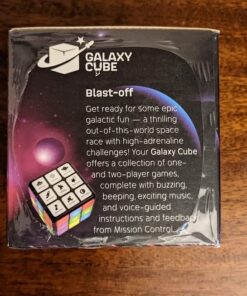 GALAXY
CUBE
Blast-off
Get ready for some epic
galactic fun — a thrilling
out-of-this-world space
race with high-adrenaline
challenges! Your Galaxy Cube
offers a collection of one-
and two-player games,
complete with buzzing,
beeping, exciting music,
and voice-guided
instructions and feedback
from Mission Control.